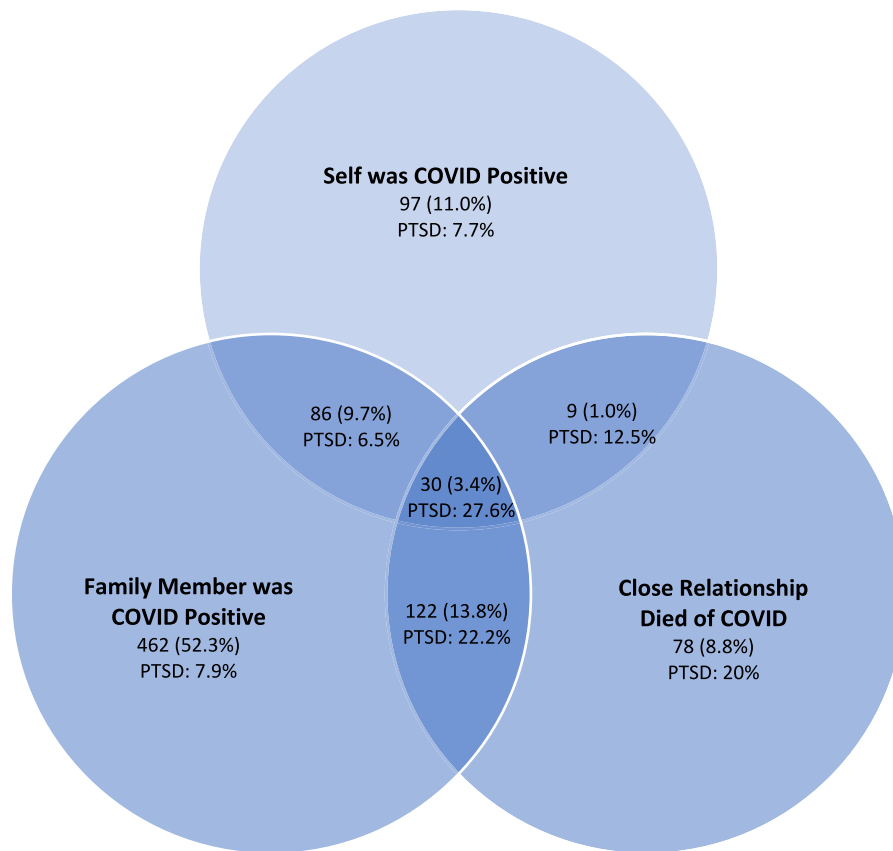 Self was COVID Positive
97 (11.0%)
PTSD: 7.7%
86 (9.7%)
PTSD: 6.5%
9 (1.0%)
PTSD: 12.5%
30 (3.4%)
PTSD: 27.6%
Family Member was
COVID Positive
462 (52.3%)
PTSD: 7.9%
122 (13.8%)
PTSD: 22.2%
Close Relationship
Died of COVID
78 (8.8%)
PTSD: 20%